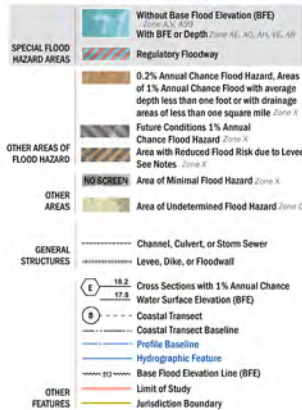 Without Base Flood Elevation (BFE)
Zone A, V, A99
With BFE or Depth Zone AE, AO, AH, VE, AR
SPECIAL FLOOD
HAZARD AREAS
Regulatory Floodway
0.2% Annual Chance Flood Hazard, Areas
of 1% Annual Chance Flood with average
depth less than one foot or with drainage
areas of less than one square mile Zone X
Future Conditions 1% Annual
Chance Flood Hazard Zone X
OTHER AREAS OF
FLOOD HAZARD
Area with Reduced Flood Risk due to Levee
See Notes Zone X
NO SCREEN Area of Minimal Flood Hazard Zone X
OTHER
AREAS
Area of Undetermined Flood Hazard Zone D
GENERAL
STRUCTURES
Channel, Culvert, or Storm Sewer
Levee, Dike, or Floodwall
E 18.2 Cross Sections with 1% Annual Chance
17.5 Water Surface Elevation (BFE)
8 Coastal Transect
Coastal Transect Baseline
Profile Baseline
Hydrographic Feature
513 Base Flood Elevation Line (BFE)
OTHER
FEATURES
Limit of Study
Jurisdiction Boundary